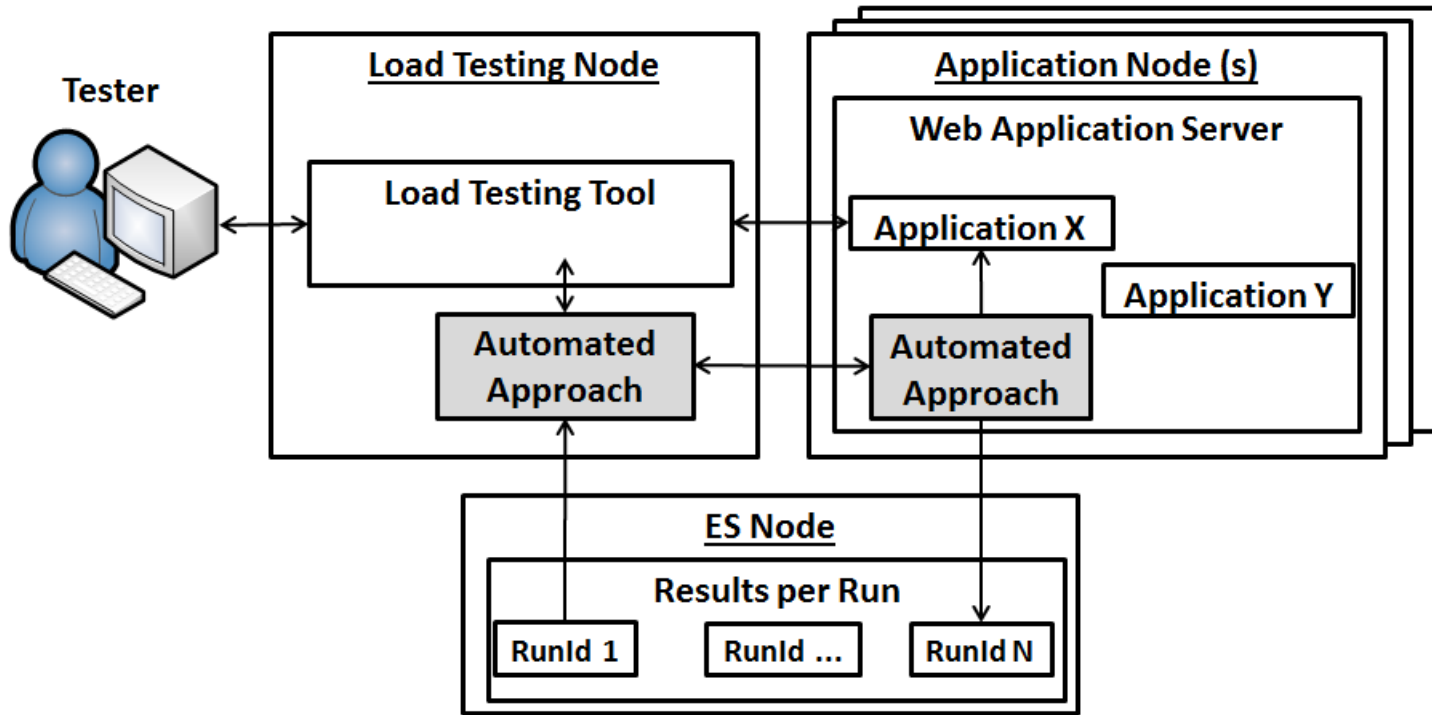 Tester
Load Testing Node
Load Testing Tool
Automated
Approach
Application Node (s)
Web Application Server
Application X
Application Y
Automated
Approach
ES Node
Results per Run
RunId 1
RunId ...
RunId N